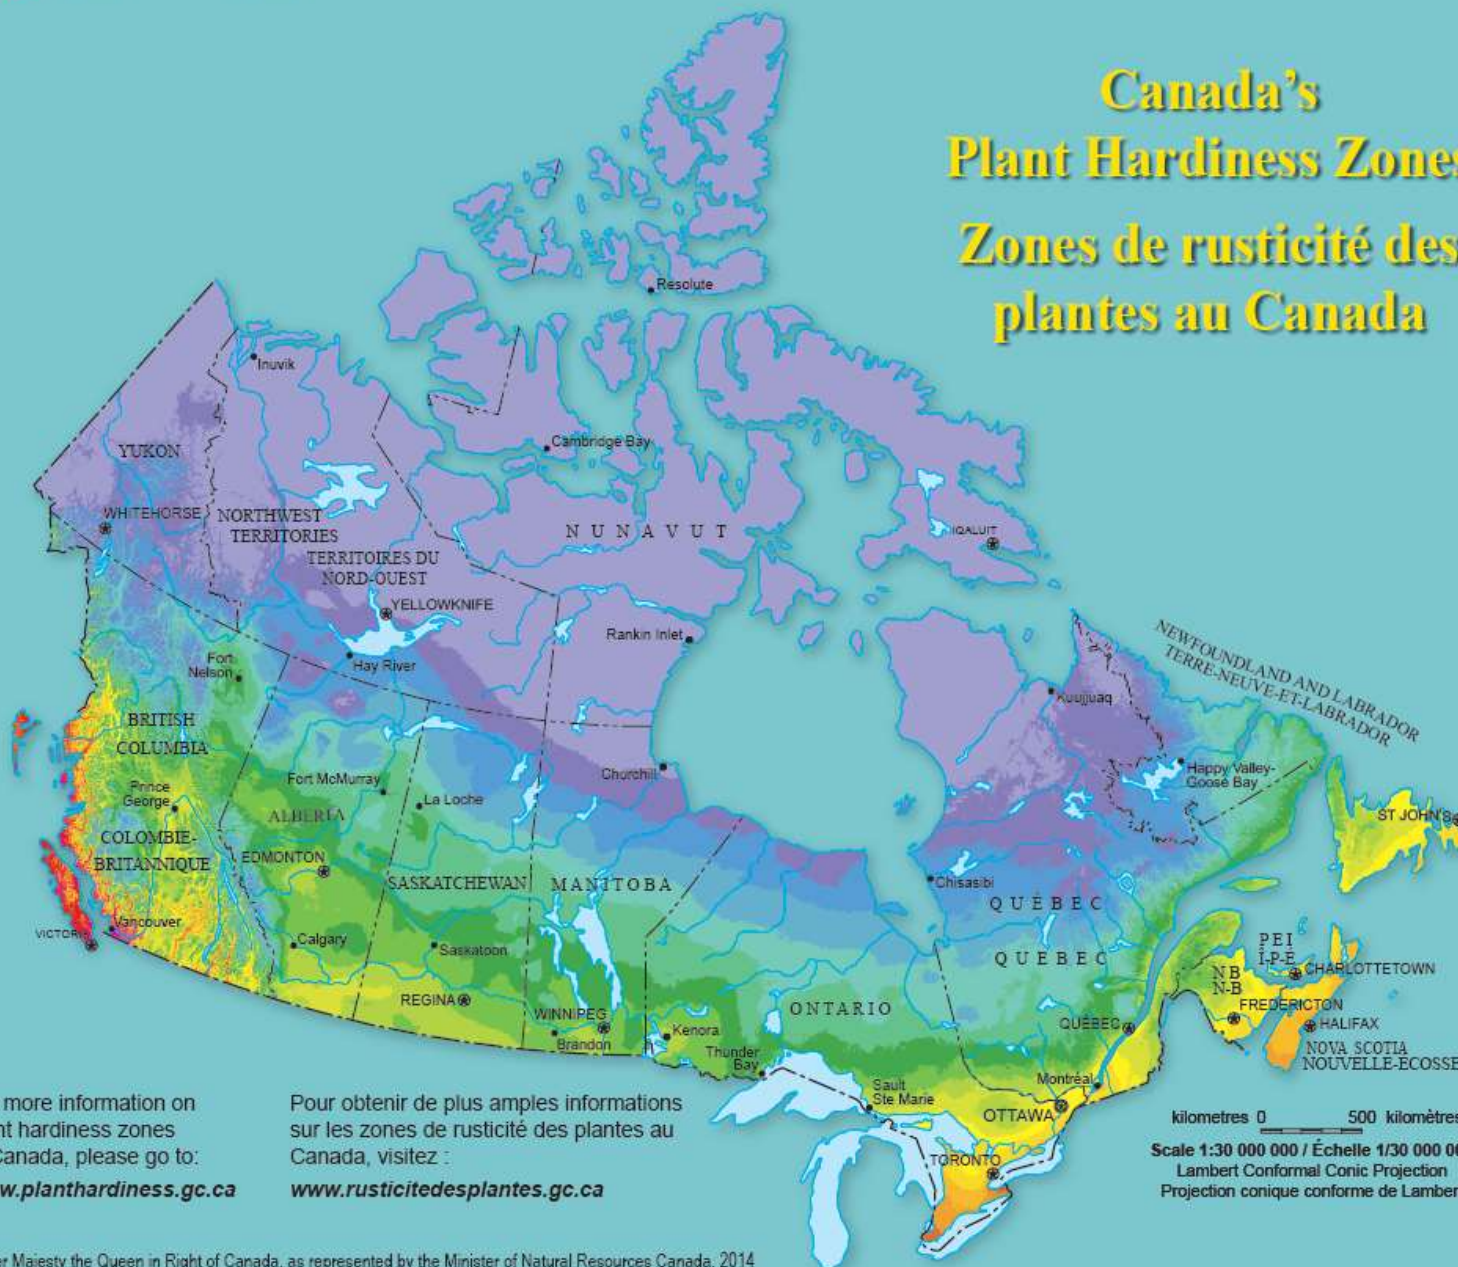 Canada's
Plant Hardiness Zones
Zones de rusticité des
plantes au Canada
Resolute
Inuvik
Cambridge Bay
YUKON
WHITEHORSE
NORTHWEST
TERRITORIES
TERRITOIRES DU
NORD-OUEST
NUNAVUT
IQALUIT
YELLOWKNIFE
Rankin Inlet
Hay River
Fort
Nelson
Kuujjuaq
NEWFOUNDLAND AND LABRADOR
TERRE-NEUVE-ET-LABRADOR
BRITISH
COLUMBIA
Prince
George
COLOMBIE-
BRITANNIQUE
Fort McMurray
La Loche
Churchill
Happy Valley-
Goose Bay
ALBERTA
EDMONTON
SASKATCHEWAN
MANITOBA
Chisasibi
QUÉBEC
QUEBEC
ST JOHN'S
VICTORIA
Vancouver
Calgary
Saskatoon
REGINA
WINNIPEG
Brandon
Kenora
Thunder
Bay
ONTARIO
QUÉBEC
PEI
Î-P-É
CHARLOTTETOWN
NB
N-B
FREDERICTON
HALIFAX
NOVA SCOTIA
NOUVELLE-ÉCOSSE
Sault
Ste Marie
Montréal
OTTAWA
TORONTO
more information on
nt hardiness zones
Canada, please go to:
w.planthardiness.gc.ca
Pour obtenir de plus amples informations
sur les zones de rusticité des plantes au
Canada, visitez :
www.rusticitedesplantes.gc.ca
kilometres 0 500 kilomètres
Scale 1:30 000 000 / Échelle 1/30 000 00
Lambert Conformal Conic Projection
Projection conique conforme de Lambert
er Majesty the Queen in Right of Canada, as represented by the Minister of Natural Resources Canada, 2014